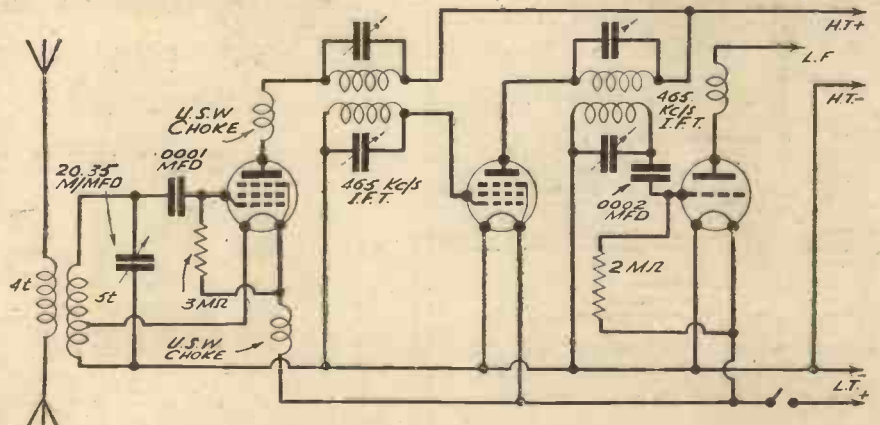 H.T+
L.F
H.T-
U.S.W
CHOKE
465
Kc/s
I.F.T.
.0001
MFD
20.35
M/MFD
465 Kc/s
I.F.T.
.0002
MFD
4t
5t
3 MΩ
2 MΩ
U.S.W
CHOKE
L.T. -
+